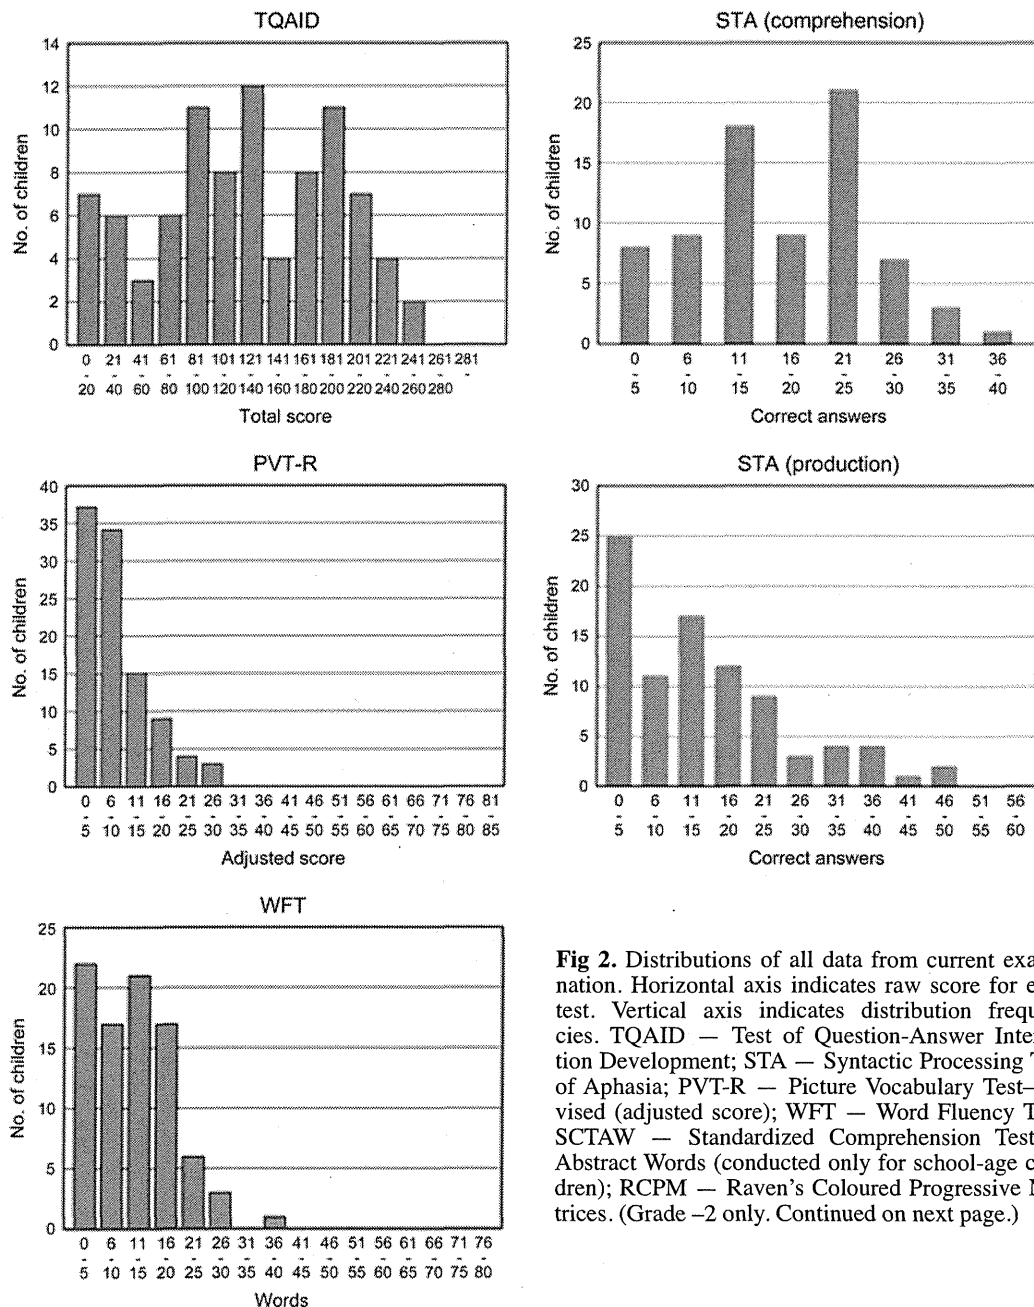 TQAID
14
12
10
8
6
4
2
0
No. of children
0 21 41 61 81 101 121 141 161 181 201 221 241 261 281
- - - - - - - - - - - - - - -
20 40 60 80 100 120 140 160 180 200 220 240 260 280
Total score
STA (comprehension)
25
20
15
10
5
0
No. of children
0 6 11 16 21 26 31 36
- - - - - - - -
5 10 15 20 25 30 35 40
Correct answers
PVT-R
40
35
30
25
20
15
10
5
0
No. of children
0 6 11 16 21 26 31 36 41 46 51 56 61 66 71 76 81
- - - - - - - - - - - - - - - - -
5 10 15 20 25 30 35 40 45 50 55 60 65 70 75 80 85
Adjusted score
STA (production)
30
25
20
15
10
5
0
No. of children
0 6 11 16 21 26 31 36 41 46 51 56
- - - - - - - - - - - -
5 10 15 20 25 30 35 40 45 50 55 60
Correct answers
WFT
25
20
15
10
5
0
No. of children
0 6 11 16 21 26 31 36 41 46 51 56 61 66 71 76
- - - - - - - - - - - - - - - -
5 10 15 20 25 30 35 40 45 50 55 60 65 70 75 80
Words
Fig 2. Distributions of all data from current exa
nation. Horizontal axis indicates raw score for e
test. Vertical axis indicates distribution frequ
cies. TQAID — Test of Question-Answer Inter
tion Development; STA — Syntactic Processing T
of Aphasia; PVT-R — Picture Vocabulary Test–
vised (adjusted score); WFT — Word Fluency T
SCTAW — Standardized Comprehension Test
Abstract Words (conducted only for school-age c
dren); RCPM — Raven's Coloured Progressive M
trices. (Grade –2 only. Continued on next page.)